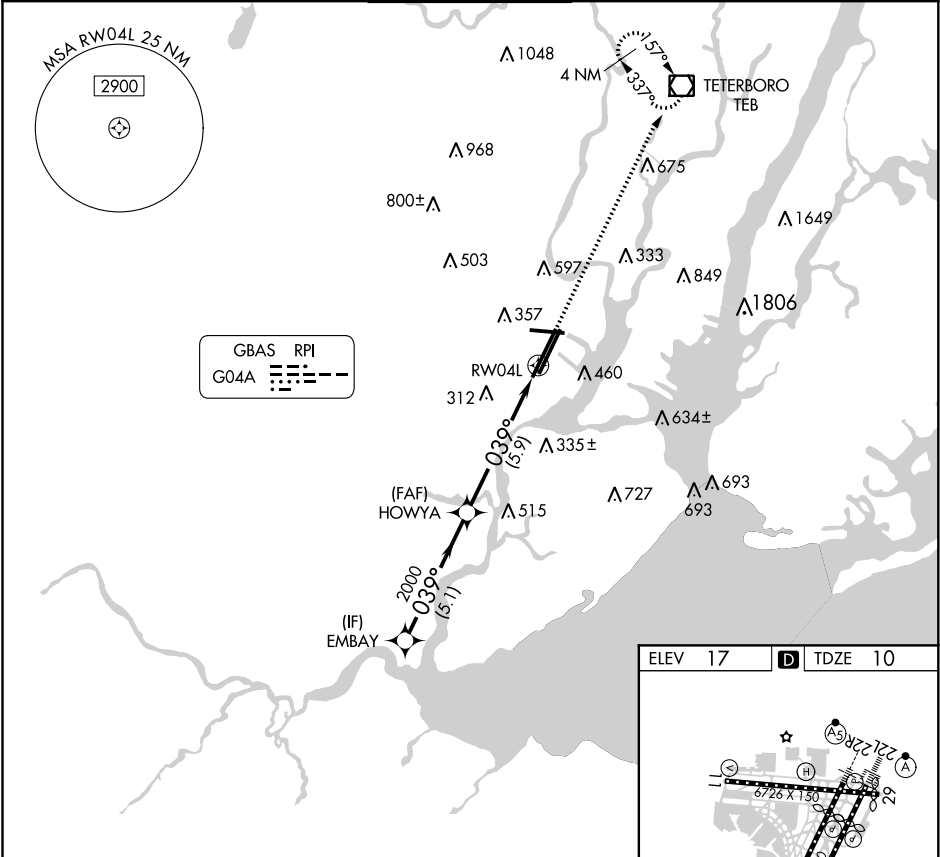 MSA RW04L 25 NM
2900
1048
4 NM
157°
337°
TETERBORO
TEB
968
675
800±
1649
503
597
333
849
1806
357
GBAS RPI
G04A
RW04L
460
312
634±
039°
(5.9)
335±
(FAF)
HOWYA
515
727
693
693
2000
039°
(5.1)
(IF)
EMBAY
ELEV 17 D TDZE 10
A5
22R
22L
A
V
H
11
6726 X 150
29
P
P
P